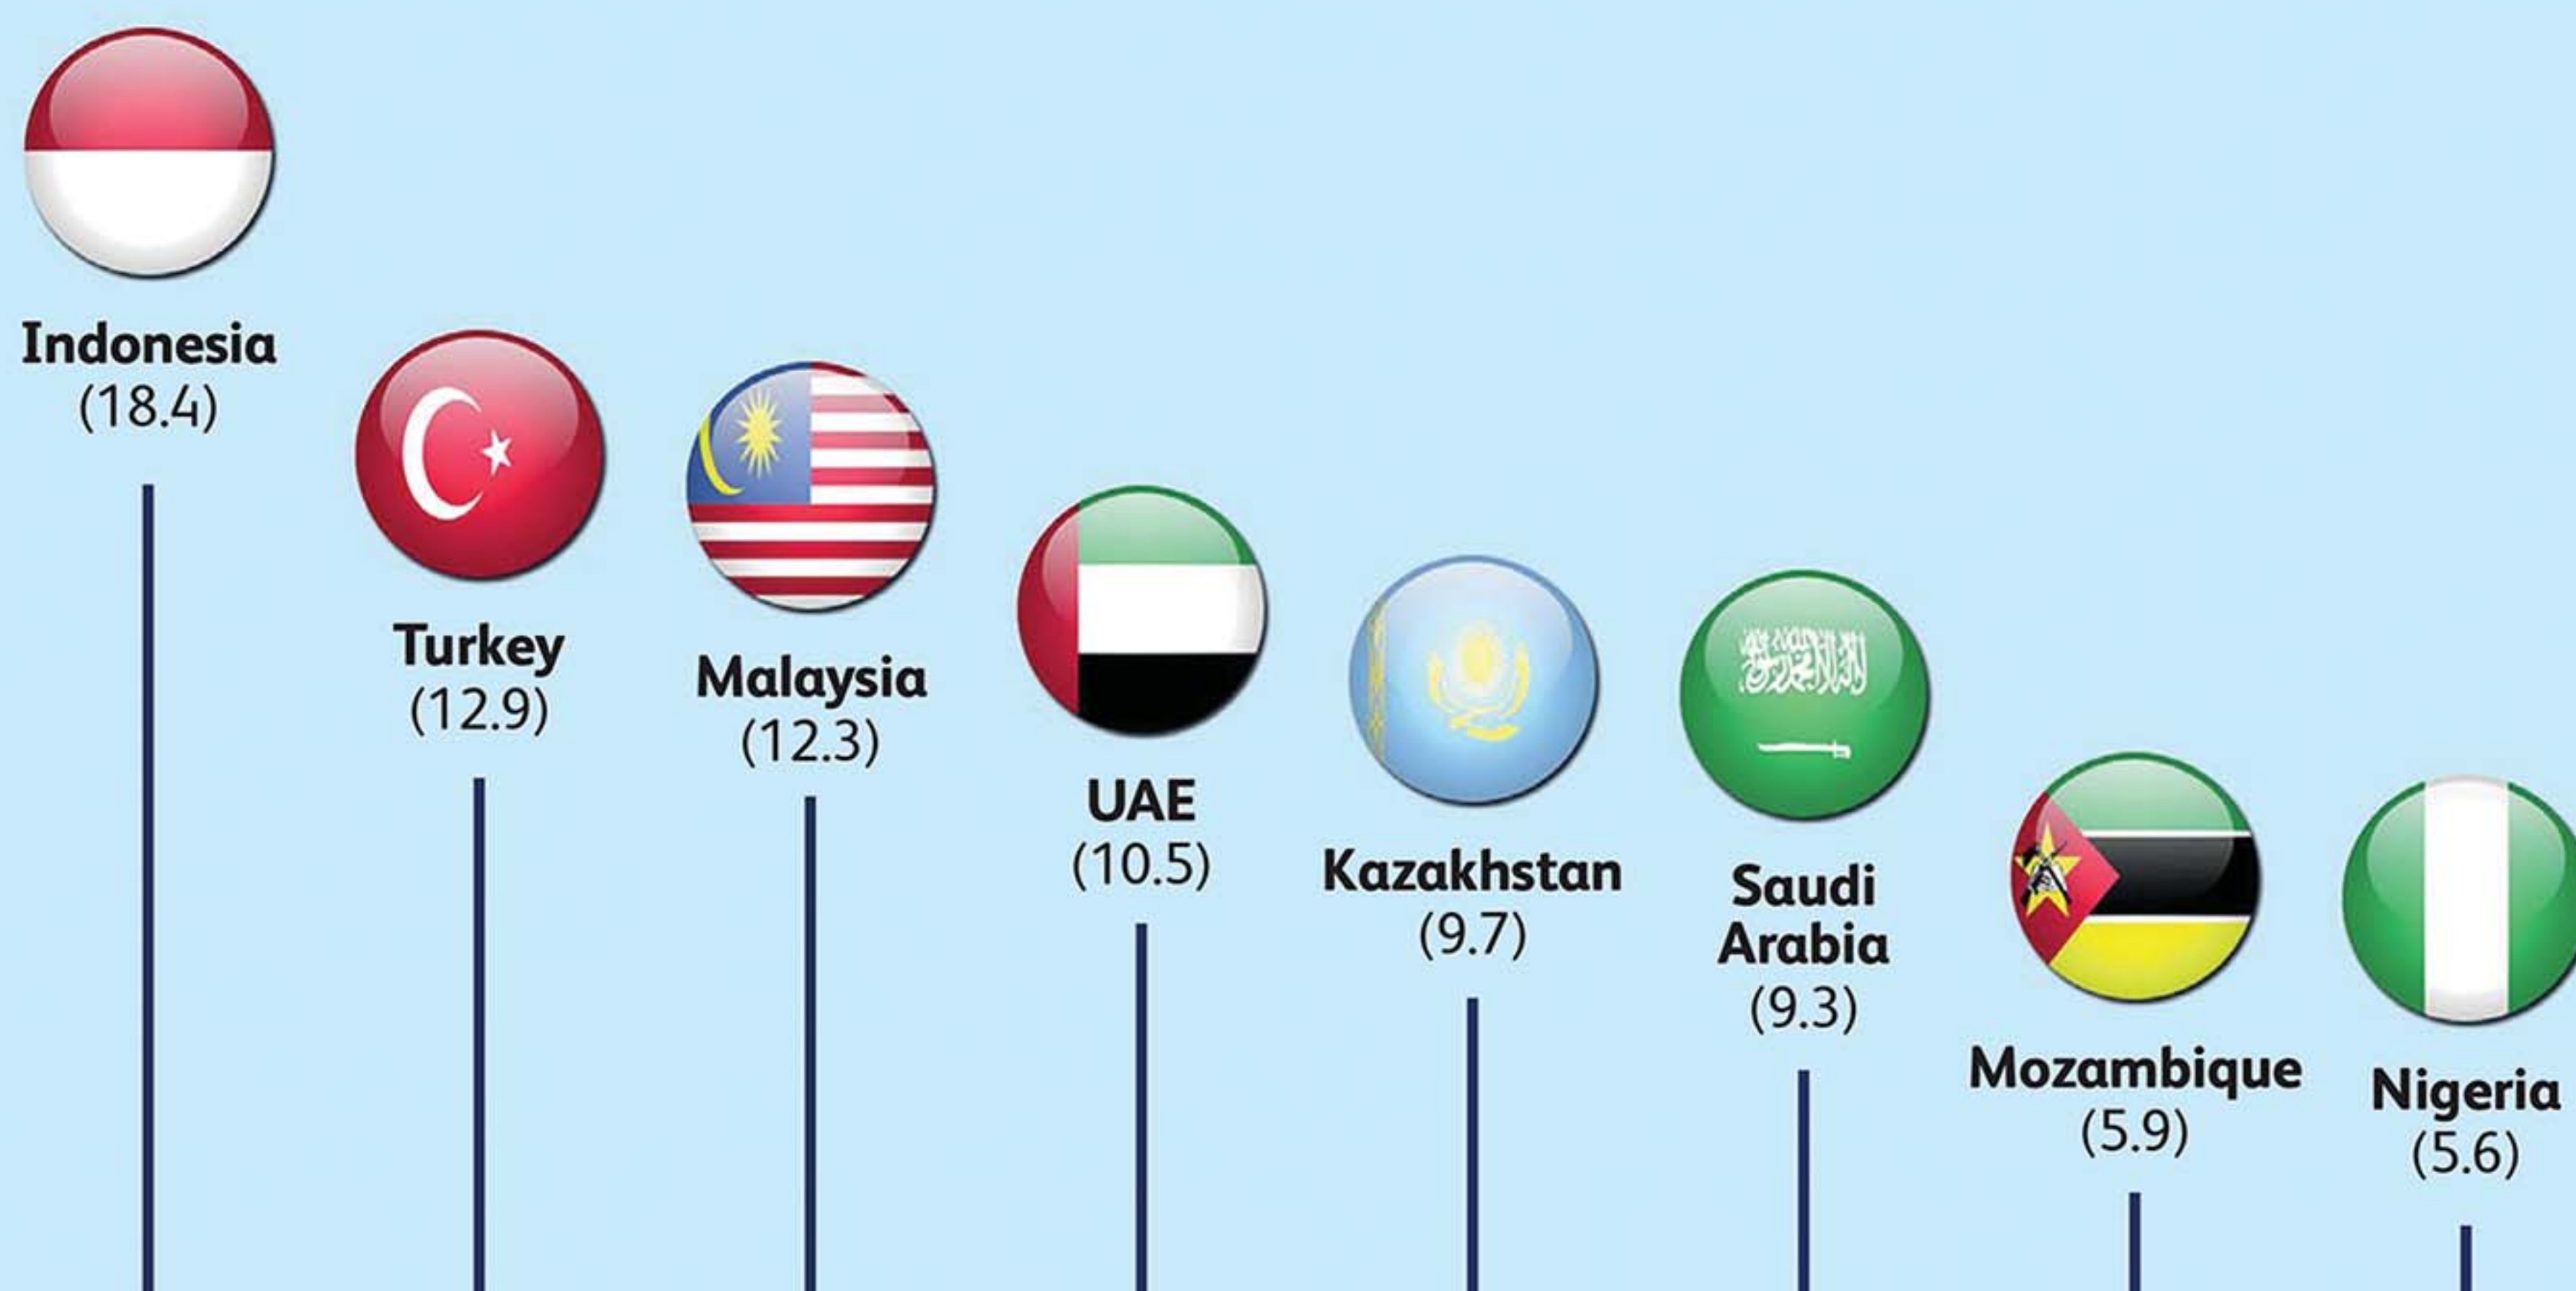 Indonesia
(18.4)
Turkey
(12.9)
Malaysia
(12.3)
UAE
(10.5)
Kazakhstan
(9.7)
Saudi
Arabia
(9.3)
Mozambique
(5.9)
Nigeria
(5.6)